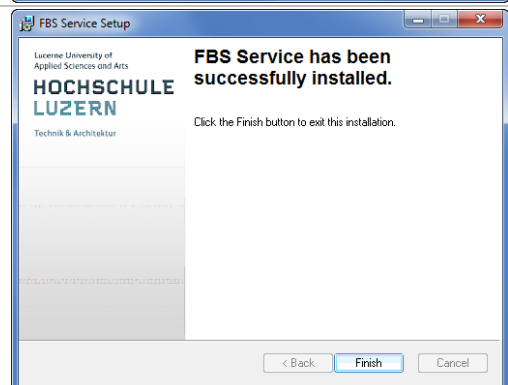 FBS Service Setup
Lucerne University of
Applied Sciences and Arts
HOCHSCHULE
LUZERN
Technik & Architektur
FBS Service has been
successfully installed.
Click the Finish button to exit this installation.
< Back
Finish
Cancel